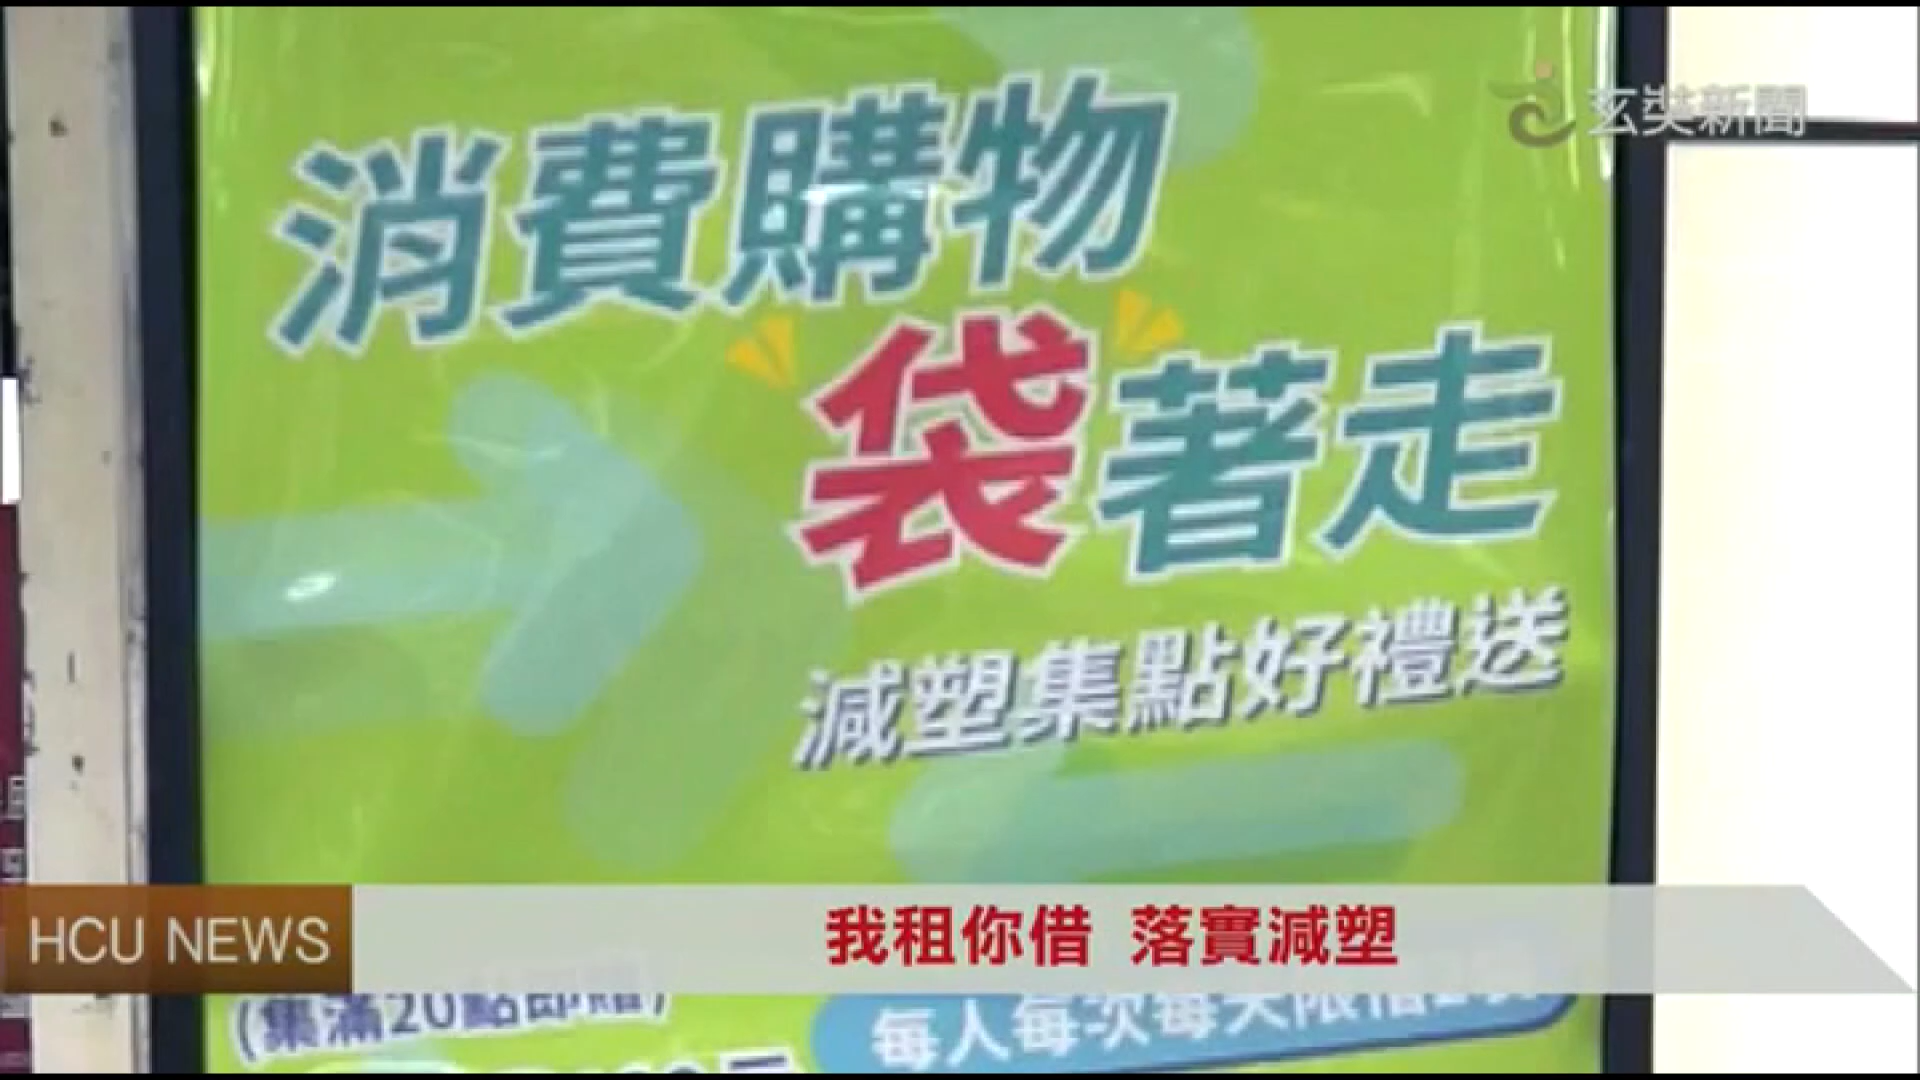 玄奘新聞
消費購物
袋著走
減塑集點好禮送
HCU NEWS
我租你借 落實減塑
(集滿20點即贈)
每人每次每天限借